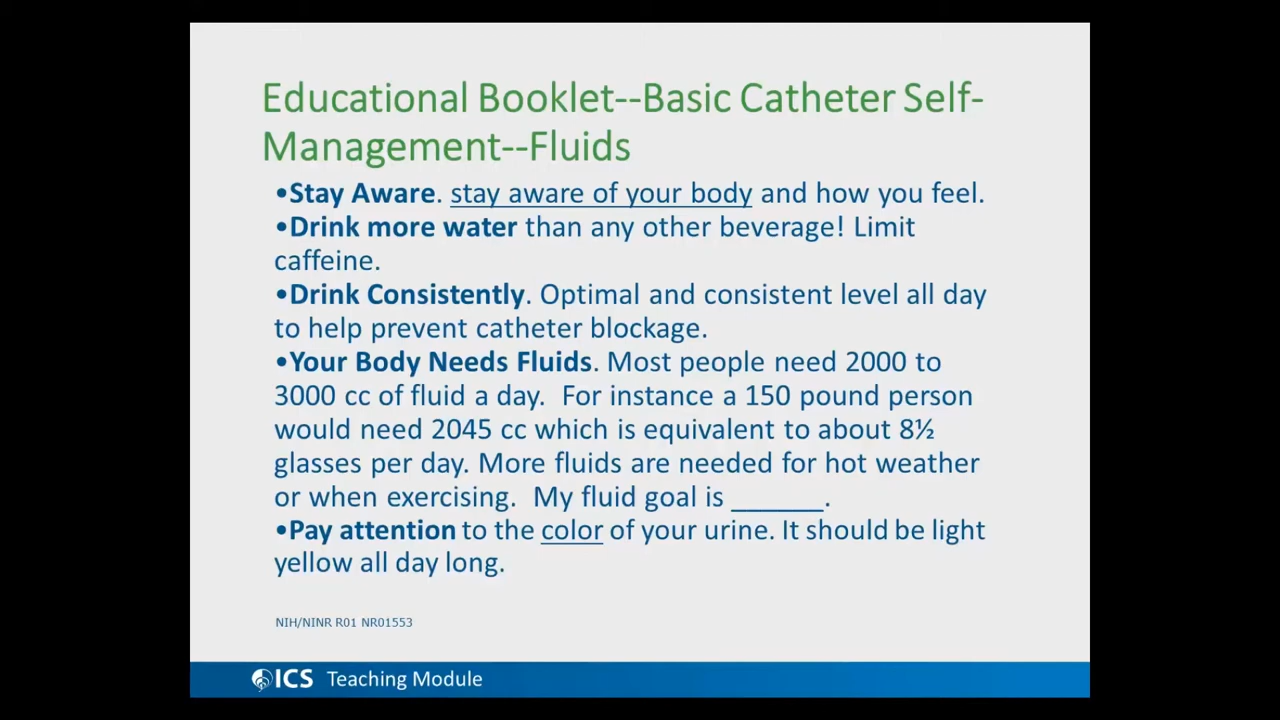 Educational Booklet--Basic Catheter Self-
Management--Fluids
•Stay Aware. stay aware of your body and how you feel.
•Drink more water than any other beverage! Limit
caffeine.
•Drink Consistently. Optimal and consistent level all day
to help prevent catheter blockage.
•Your Body Needs Fluids. Most people need 2000 to
3000 cc of fluid a day.  For instance a 150 pound person
would need 2045 cc which is equivalent to about 8½
glasses per day. More fluids are needed for hot weather
or when exercising.  My fluid goal is ______.
•Pay attention to the color of your urine. It should be light
yellow all day long.
NIH/NINR R01 NR01553
ICS Teaching Module